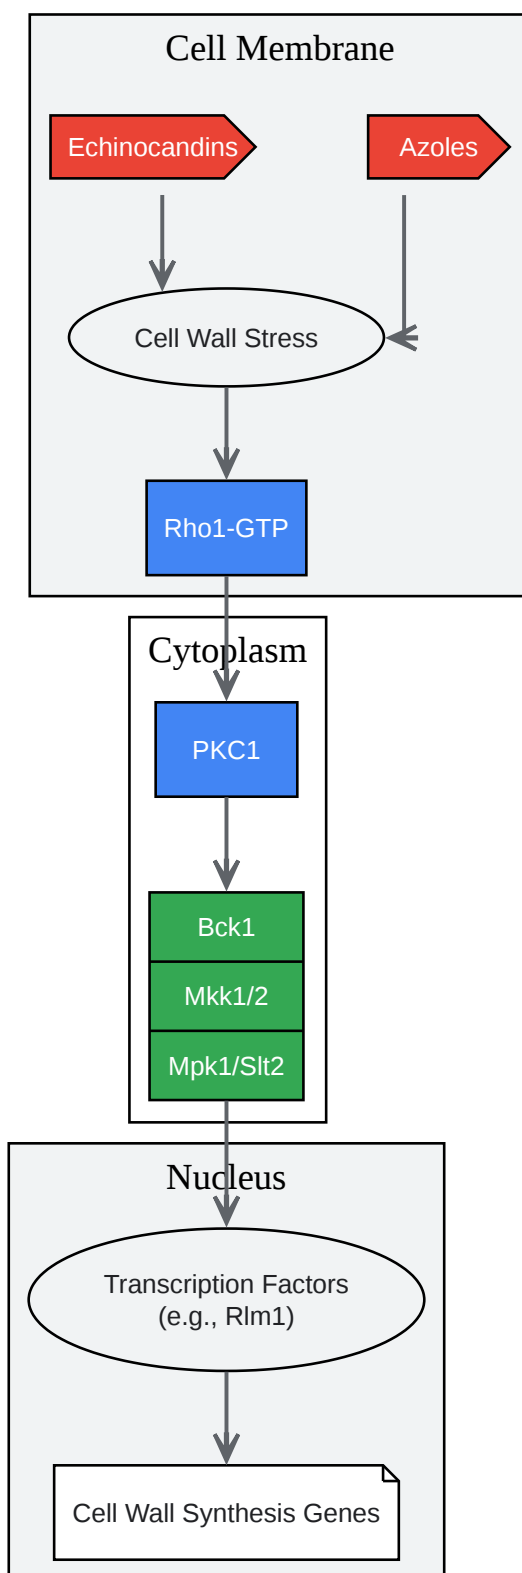 Cell Membrane
Echinocandins
Azoles
Cell Wall Stress
Rho1-GTP
Cytoplasm
PKC1
Bck1
Mkk1/2
Mpk1/Slt2
Nucleus
Transcription Factors
(e.g., Rlm1)
Cell Wall Synthesis Genes